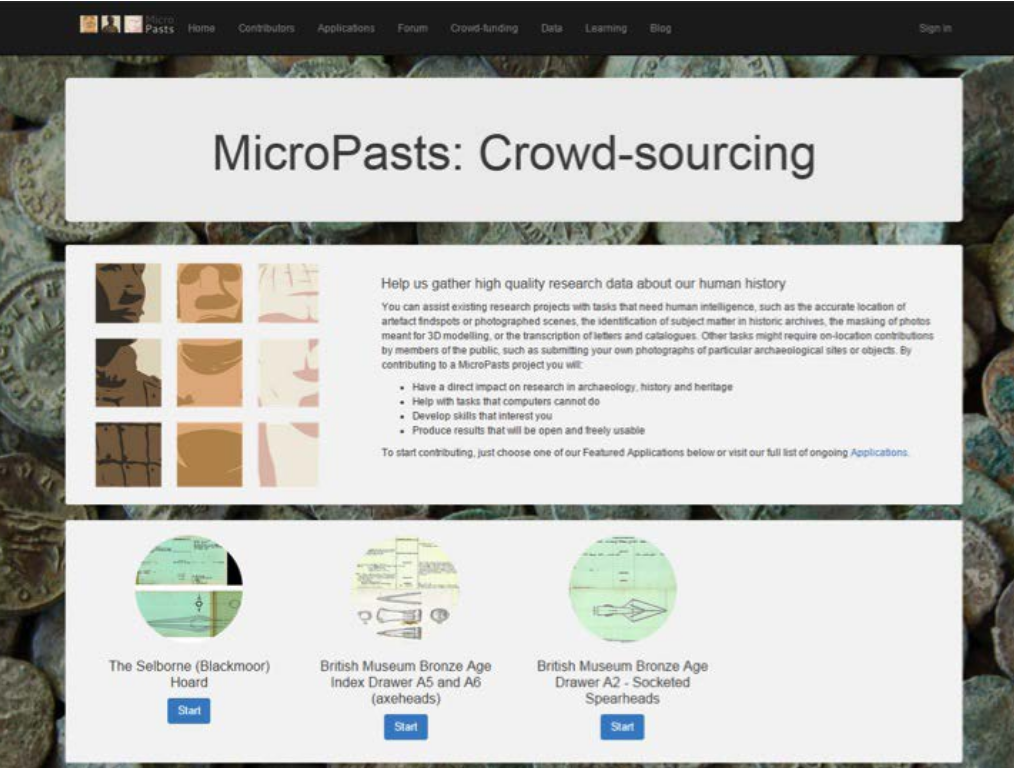 Micro
Pasts Home Contributors Applications Forum Crowd-funding Data Learning Blog Sign in
MicroPasts: Crowd-sourcing
Help us gather high quality research data about our human history
You can assist existing research projects with tasks that need human intelligence, such as the accurate location of
artefact findspots or photographed scenes, the identification of subject matter in historic archives, the masking of photos
meant for 3D modelling, or the transcription of letters and catalogues. Other tasks might require on-location contributions
by members of the public, such as submitting your own photographs of particular archaeological sites or objects. By
contributing to a MicroPasts project you will:
• Have a direct impact on research in archaeology, history and heritage
• Help with tasks that computers cannot do
• Develop skills that interest you
• Produce results that will be open and freely usable
To start contributing, just choose one of our Featured Applications below or visit our full list of ongoing Applications.
The Selborne (Blackmoor)
Hoard
Start
British Museum Bronze Age
Index Drawer A5 and A6
(axeheads)
Start
British Museum Bronze Age
Drawer A2 - Socketed
Spearheads
Start